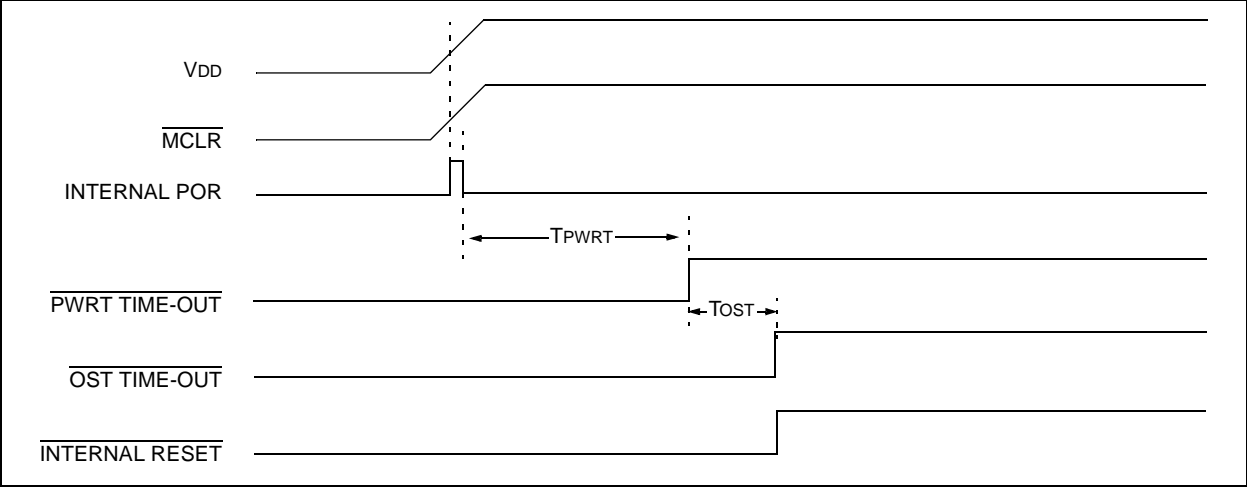 VDD
MCLR
INTERNAL POR
TPWRT
PWRT TIME-OUT
TOST
OST TIME-OUT
INTERNAL RESET